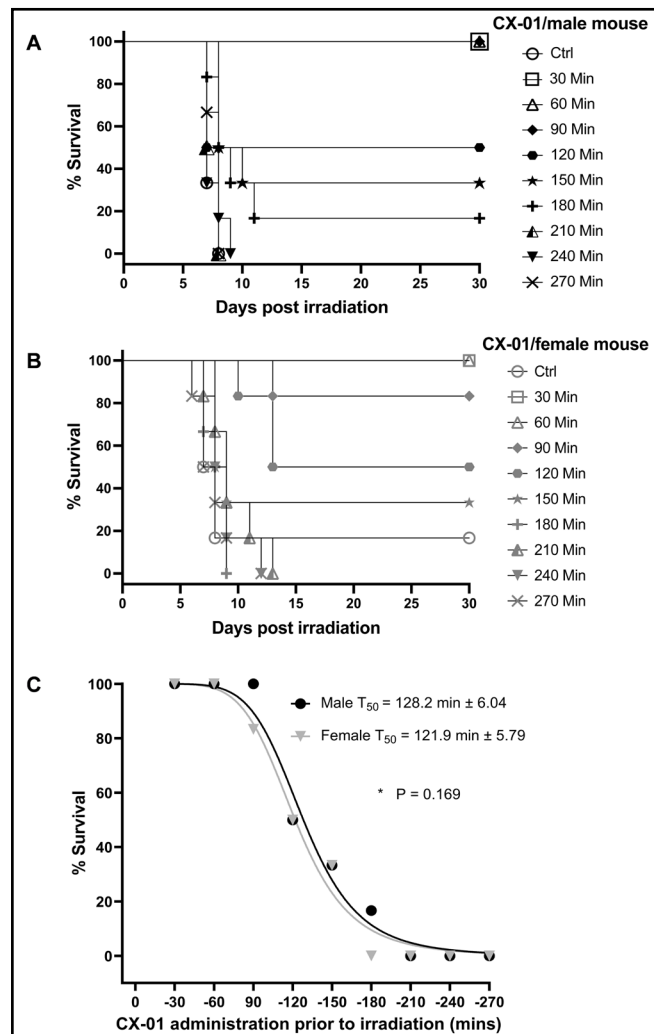 CX-01/male mouse
A
100
80
60
40
20
0
% Survival
0 5 10 15 20 25 30
Days post irradiation
Ctrl
30 Min
60 Min
90 Min
120 Min
150 Min
180 Min
210 Min
240 Min
270 Min
CX-01/female mouse
B
100
80
60
40
20
0
% Survival
0 5 10 15 20 25 30
Days post irradiation
Ctrl
30 Min
60 Min
90 Min
120 Min
150 Min
180 Min
210 Min
240 Min
270 Min
C
100
80
60
40
20
0
% Survival
Male T50 = 128.2 min ± 6.04
Female T50 = 121.9 min ± 5.79
* P = 0.169
0 -30 -60 90 -120 -150 -180 -210 -240 -270
CX-01 administration prior to irradiation (mins)